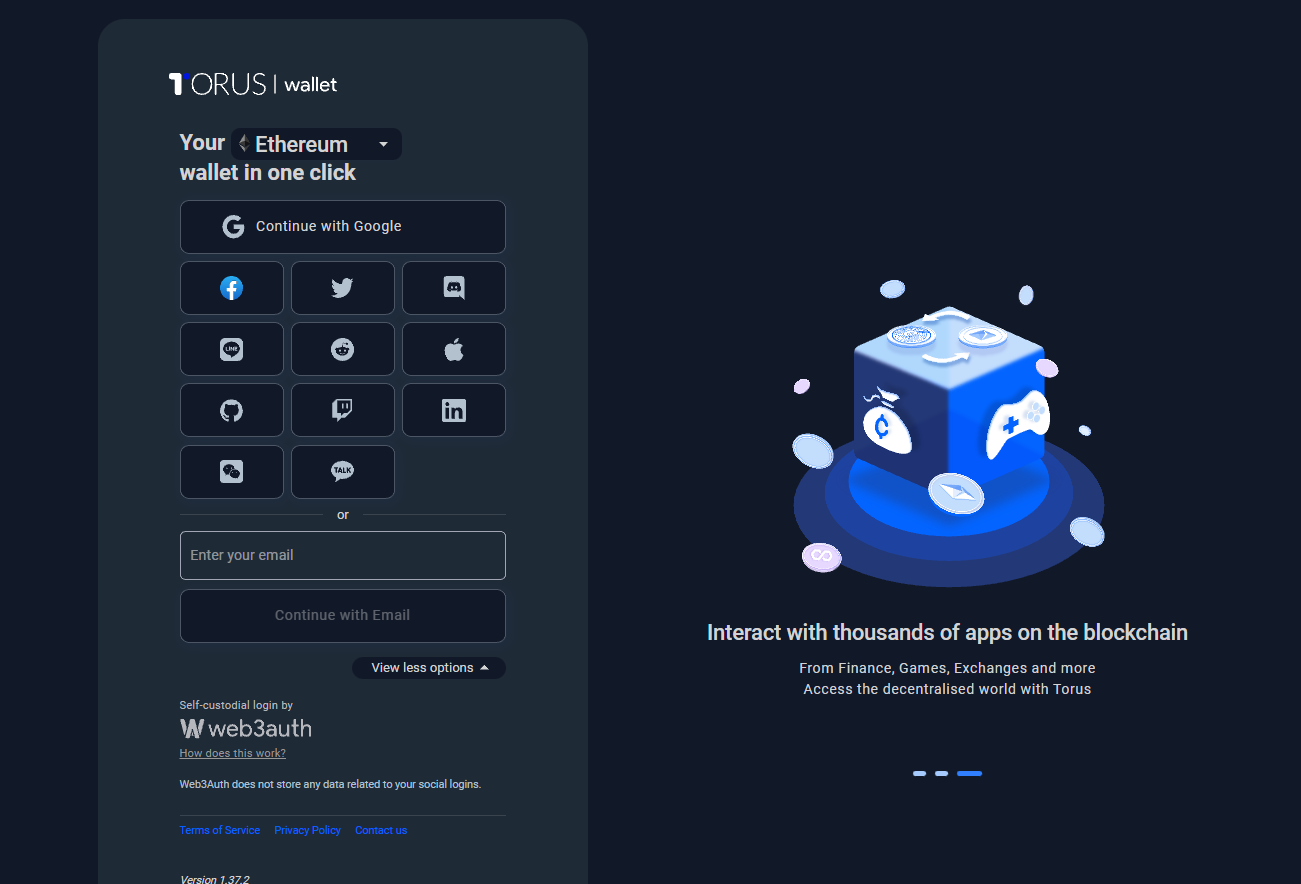 TORUS | wallet
Your Ethereum
wallet in one click
Continue with Google
LINE
TALK
or
Enter your email
Continue with Email
View less options
Self-custodial login by
web3auth
How does this work?
Web3Auth does not store any data related to your social logins.
Terms of Service Privacy Policy Contact us
Version 1.37.2
Interact with thousands of apps on the blockchain
From Finance, Games, Exchanges and more
Access the decentralised world with Torus